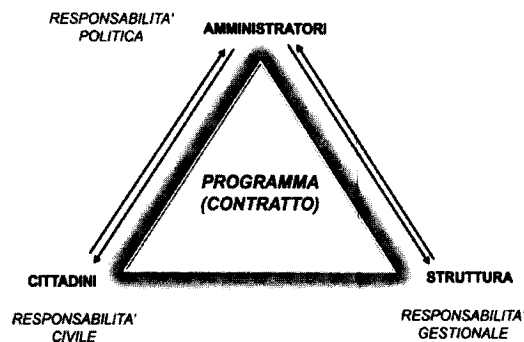 RESPONSABILITA'
POLITICA
AMMINISTRATORI
PROGRAMMA
(CONTRATTO)
CITTADINI
STRUTTURA
RESPONSABILITA'
CIVILE
RESPONSABILITA'
GESTIONALE